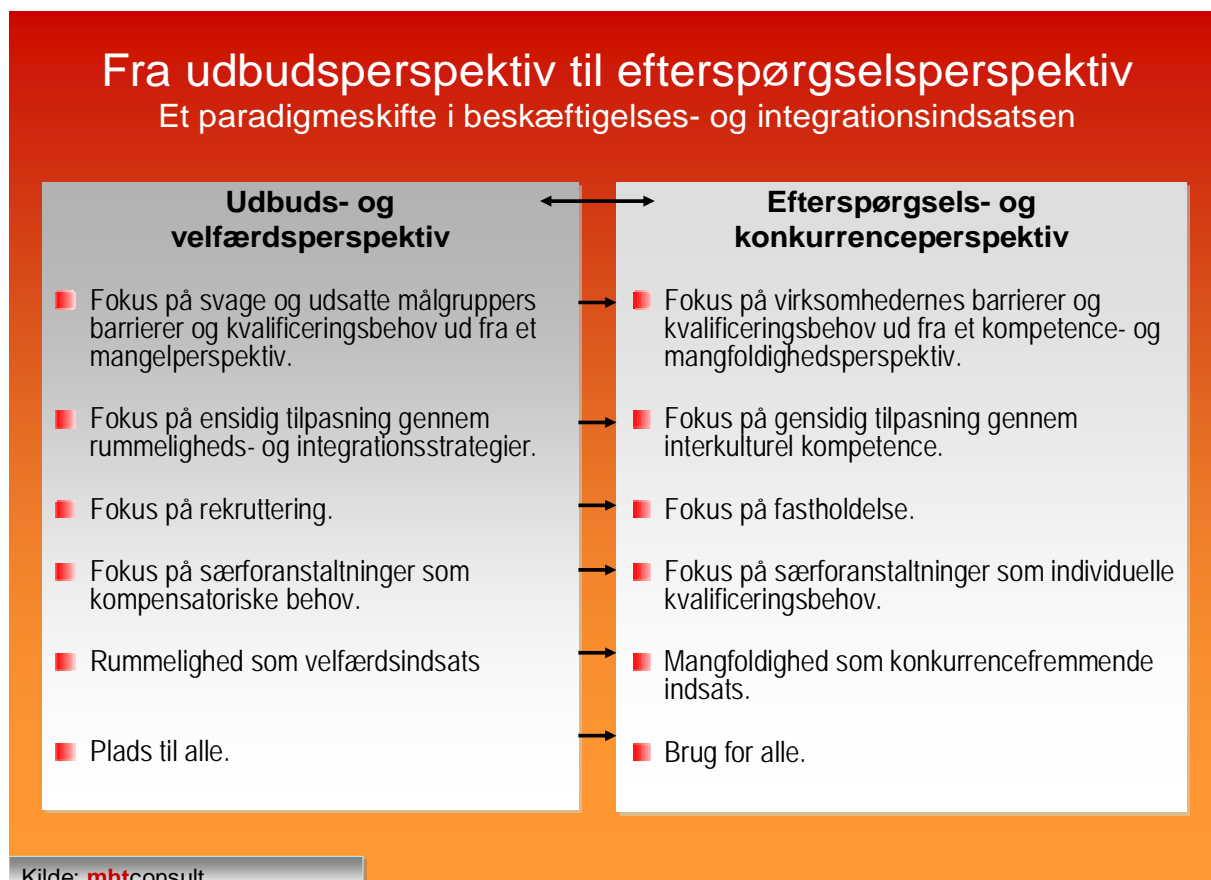 Fra udbudsperspektiv til efterspørgselsperspektiv
Et paradigmeskifte i beskæftigelses- og integrationsindsatsen
Udbuds- og
velfærdsperspektiv
Fokus på svage og udsatte målgruppers
barrierer og kvalificeringsbehov ud fra et
mangelperspektiv.
Fokus på ensidig tilpasning gennem
rummeligheds- og integrationsstrategier.
Fokus på rekruttering.
Fokus på særforanstaltninger som
kompensatoriske behov.
Rummelighed som velfærdsindsats
Plads til alle.
Efterspørgsels- og
konkurrenceperspektiv
Fokus på virksomhedernes barrierer og
kvalificeringsbehov ud fra et kompetence- og
mangfoldighedsperspektiv.
Fokus på gensidig tilpasning gennem
interkulturel kompetence.
Fokus på fastholdelse.
Fokus på særforanstaltninger som individuelle
kvalificeringsbehov.
Mangfoldighed som konkurrencefremmende
indsats.
Brug for alle.
Kilde: mhtconsult